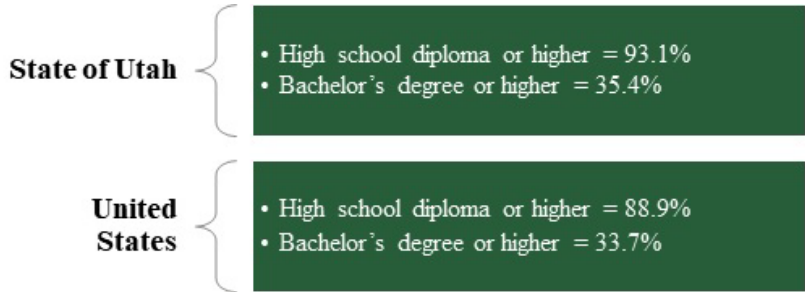 State of Utah
• High school diploma or higher = 93.1%
• Bachelor’s degree or higher = 35.4%
United
States
• High school diploma or higher = 88.9%
• Bachelor’s degree or higher = 33.7%